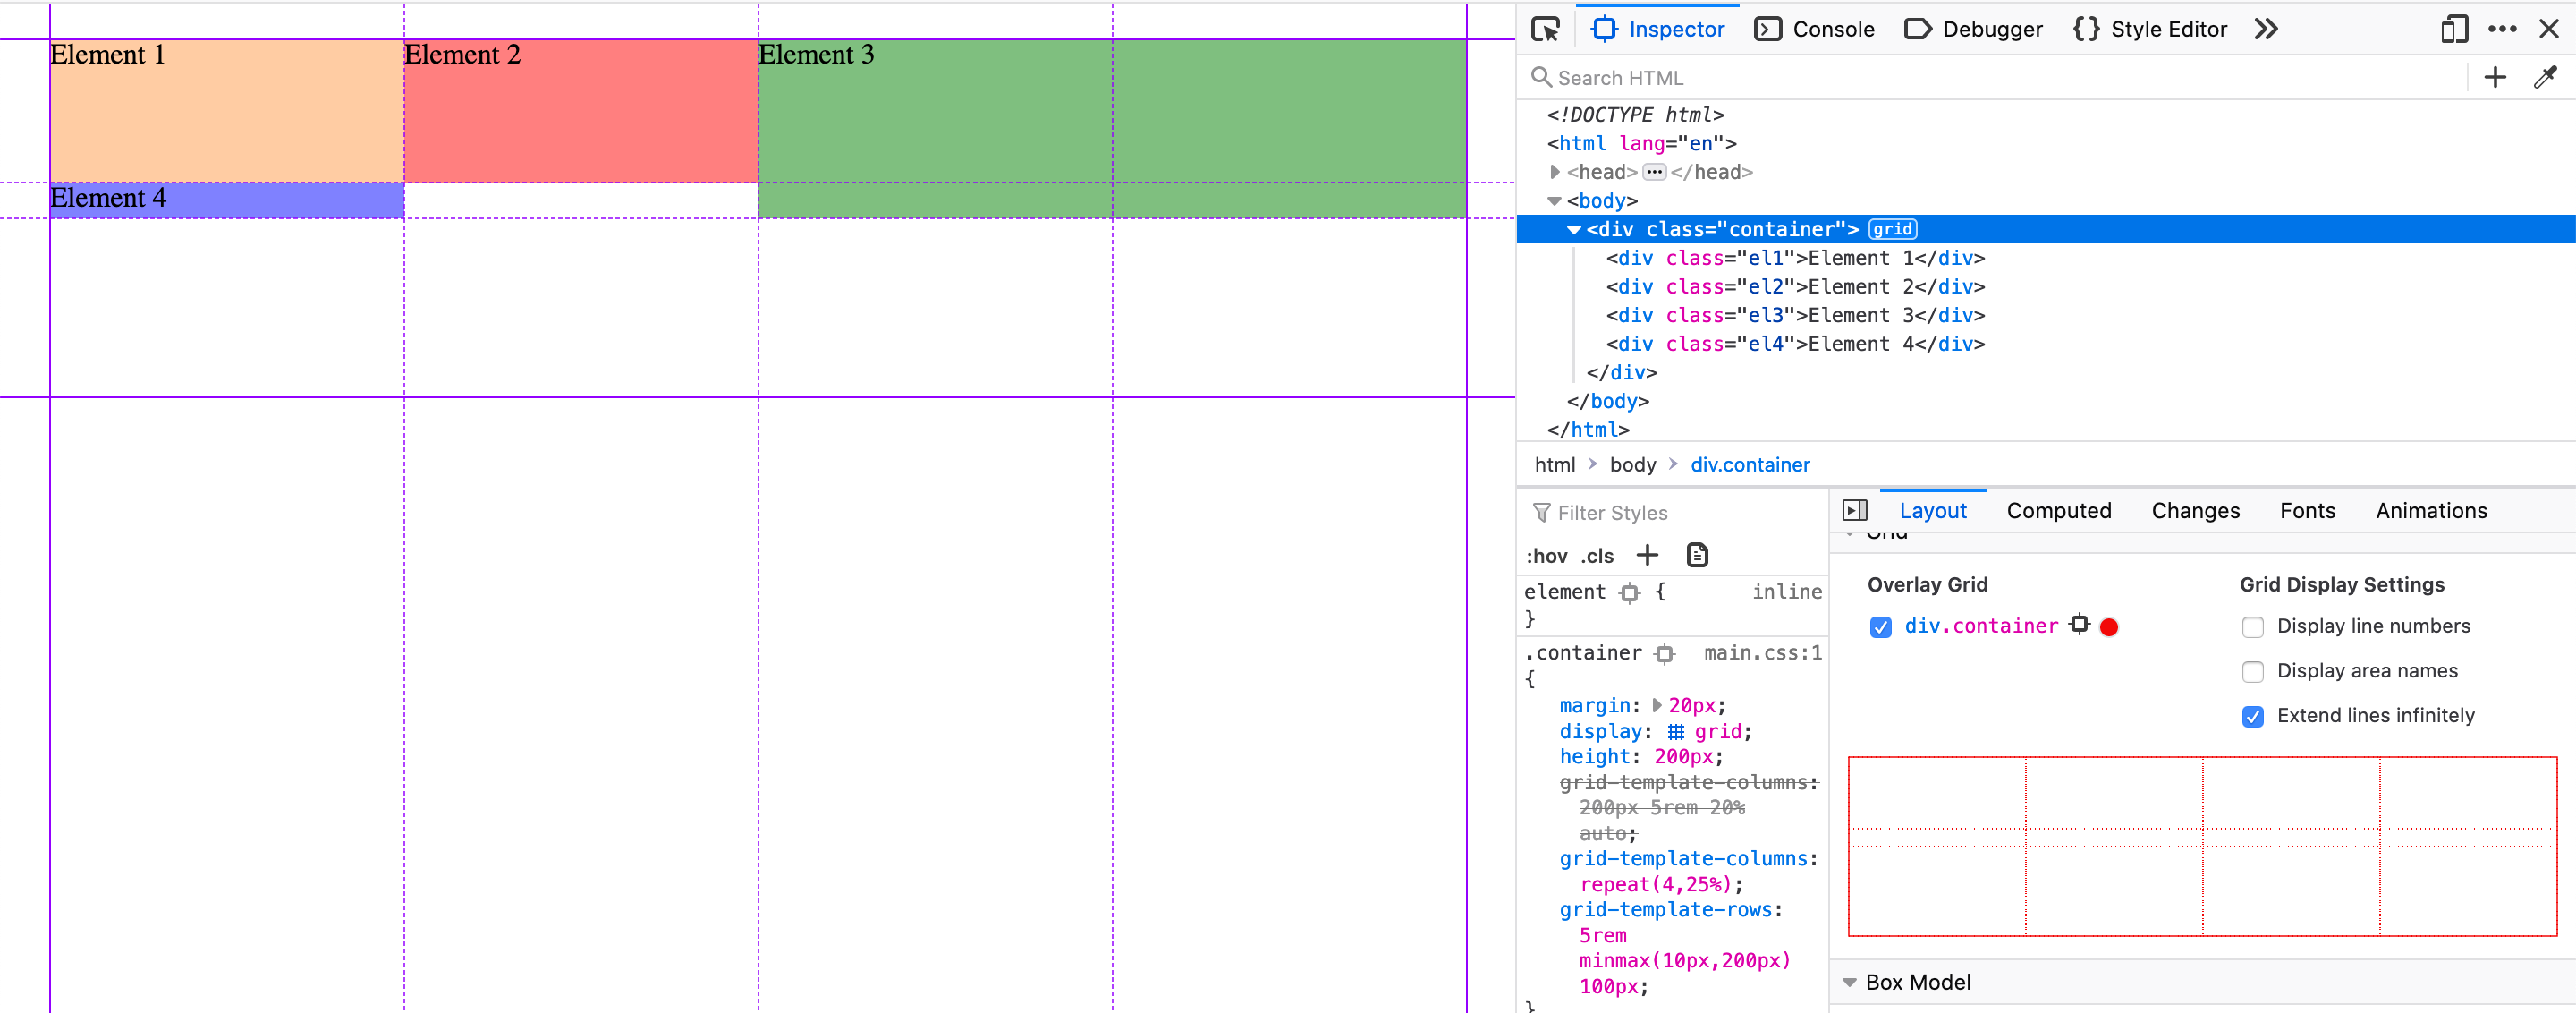 Element 1
Element 2
Element 3
Element 4
Inspector
Console
Debugger
Style Editor
Search HTML
<!DOCTYPE html>
<html lang="en">
<head> ••• </head>
<body>
<div class="container"> grid
<div class="el1">Element 1</div>
<div class="el2">Element 2</div>
<div class="el3">Element 3</div>
<div class="el4">Element 4</div>
</div>
</body>
</html>
html > body > div.container
Filter Styles
:hov .cls
element { inline
}
.container main.css:1
{
margin: 20px;
display: grid;
height: 200px;
grid-template-columns:
200px 5rem 20%
auto;
grid-template-columns:
repeat(4,25%);
grid-template-rows:
5rem
minmax(10px,200px)
100px;
}
Layout
Computed
Changes
Fonts
Animations
Grid
Overlay Grid
div.container
Grid Display Settings
Display line numbers
Display area names
Extend lines infinitely
Box Model